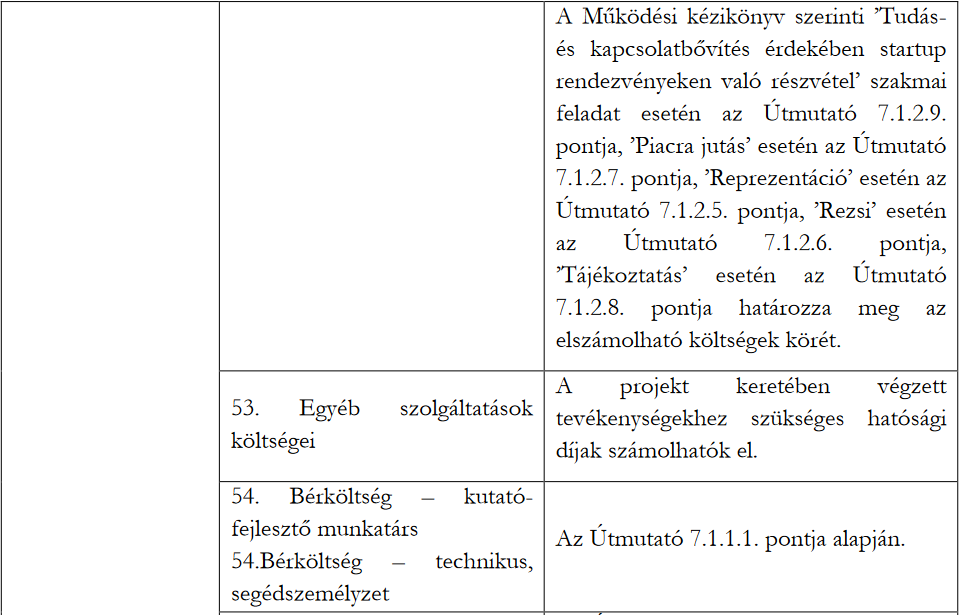 A Működési kézikönyv szerinti ’Tudás-
és kapcsolatbővítés érdekében startup
rendezvényeken való részvétel’ szakmai
feladat esetén az Útmutató 7.1.2.9.
pontja, ’Piacra jutás’ esetén az Útmutató
7.1.2.7. pontja, ’Reprezentáció’ esetén az
Útmutató 7.1.2.5. pontja, ’Rezsi’ esetén
az Útmutató 7.1.2.6. pontja,
’Tájékoztatás’ esetén az Útmutató
7.1.2.8. pontja határozza meg az
elszámolható költségek körét.
53. Egyéb szolgáltatások
költségei
A projekt keretében végzett
tevékenységekhez szükséges hatósági
díjak számolhatók el.
54. Bérköltség – kutató-
fejlesztő munkatárs
54.Bérköltség – technikus,
segédszemélyzet
Az Útmutató 7.1.1.1. pontja alapján.